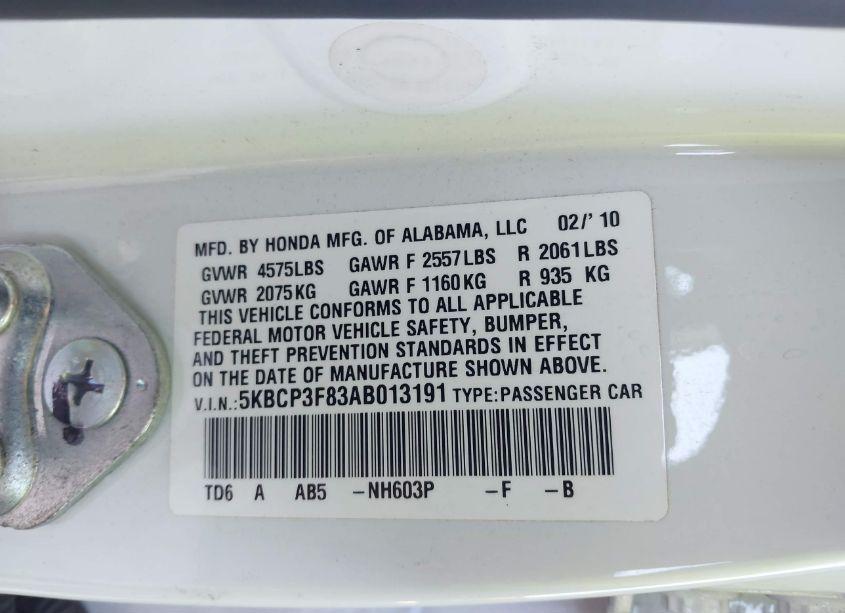 MFD. BY HONDA MFG. OF ALABAMA, LLC 02/' 10
GVWR 4575LBS GAWR F 2557LBS R 2061LBS
GVWR 2075KG GAWR F 1160KG R 935 KG
THIS VEHICLE CONFORMS TO ALL APPLICABLE
FEDERAL MOTOR VEHICLE SAFETY, BUMPER,
AND THEFT PREVENTION STANDARDS IN EFFECT
ON THE DATE OF MANUFACTURE SHOWN ABOVE.
V.I.N.:5KBCP3F83AB013191 TYPE:PASSENGER CAR
TD6 A AB5 -NH603P -F -B